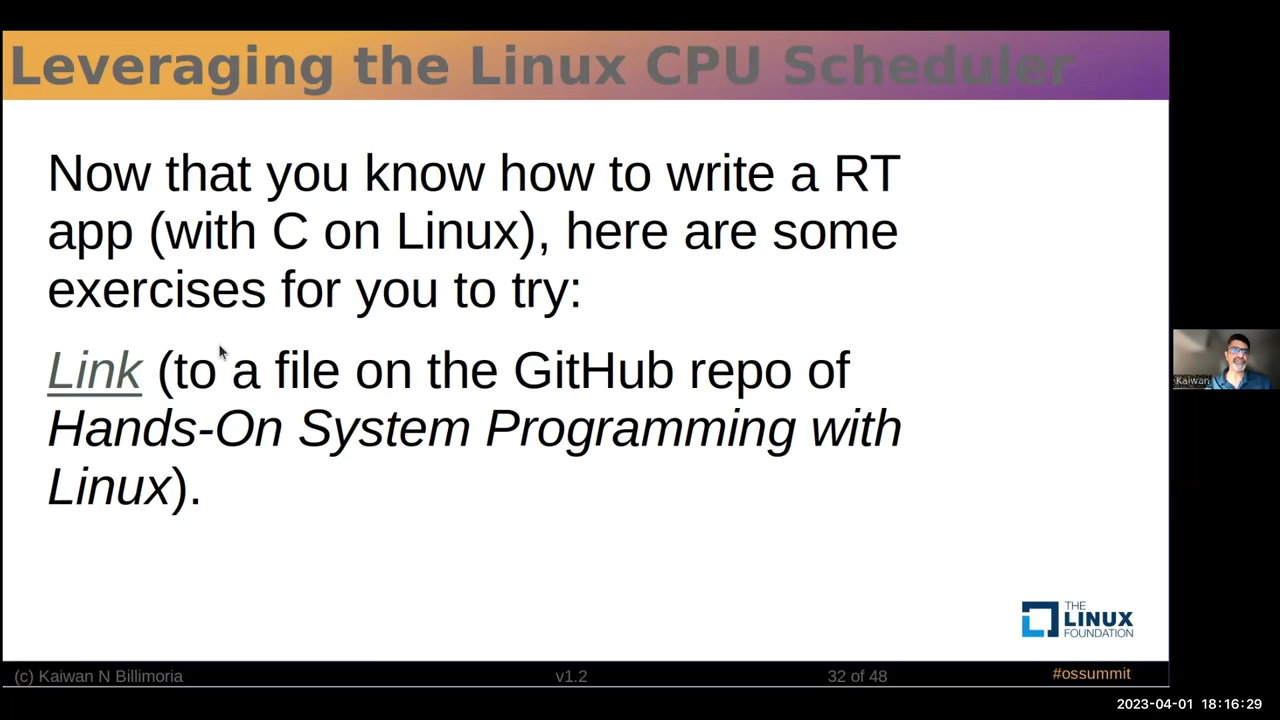 Leveraging the Linux CPU Scheduler
Now that you know how to write a RT
app (with C on Linux), here are some
exercises for you to try:
Link (to a file on the GitHub repo of
Hands-On System Programming with
Linux).
Kaiwan
THE
LINUX
FOUNDATION
(c) Kaiwan N Billimoria v1.2 32 of 48 #ossummit
2023-04-01 18:16:29